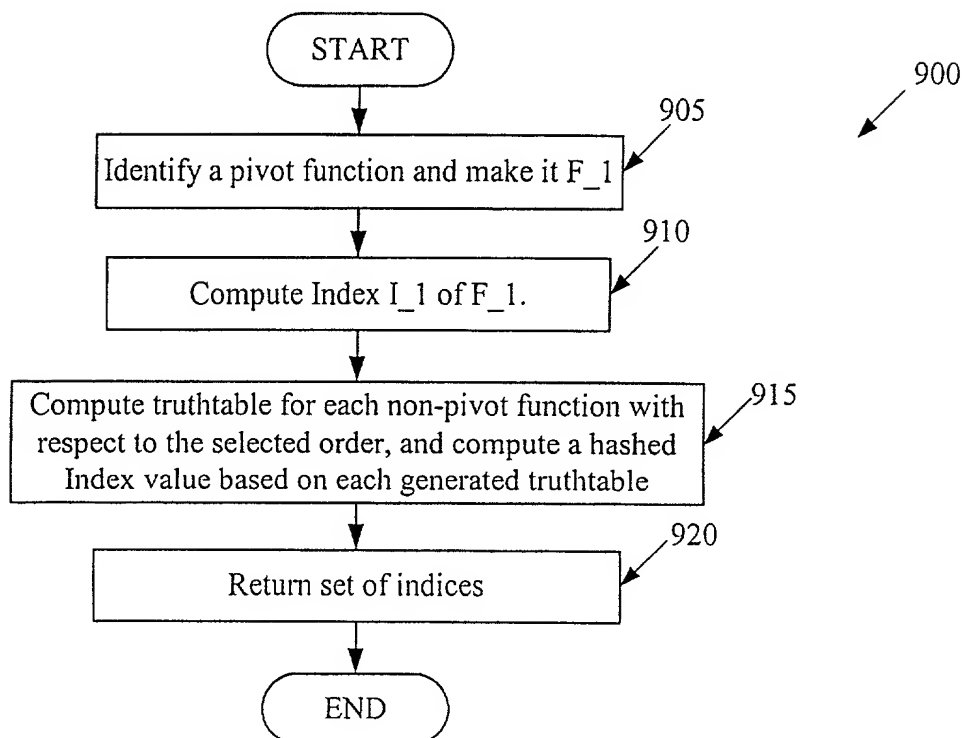 START
900
905
Identify a pivot function and make it F_1
910
Compute Index I_1 of F_1.
915
Compute truthtable for each non-pivot function with
respect to the selected order, and compute a hashed
Index value based on each generated truthtable
920
Return set of indices
END